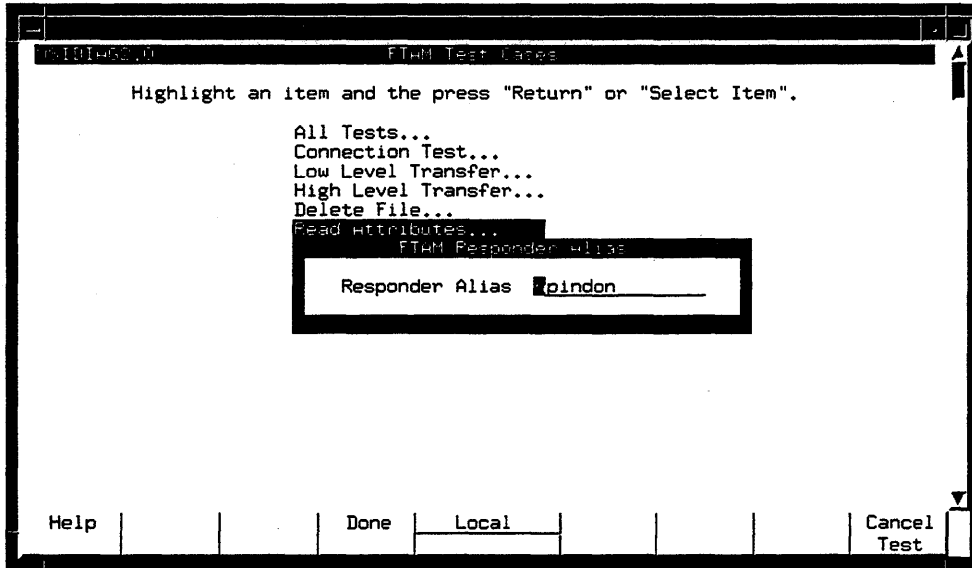 OSIDIAG2.0 FTAM Test Cases
Highlight an item and the press "Return" or "Select Item".
All Tests...
Connection Test...
Low Level Transfer...
High Level Transfer...
Delete File...
Read Attributes...
FTAM Responder Alias
Responder Alias pindon
Help Done Local Cancel
Test